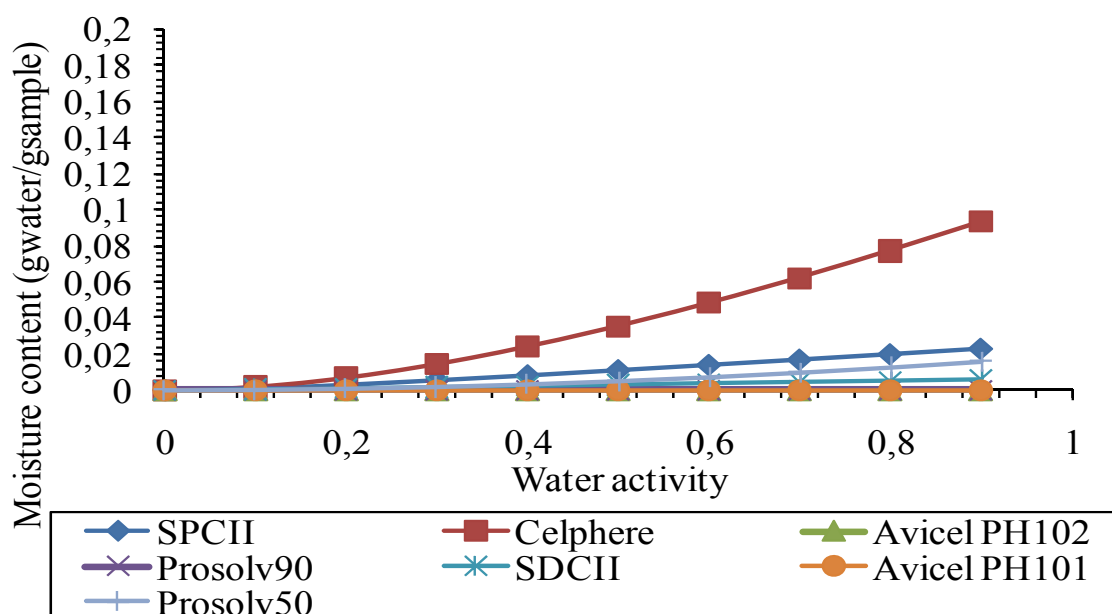 Moisture content (gwater/gsample)
0,2
0,18
0,16
0,14
0,12
0,1
0,08
0,06
0,04
0,02
0
0 0,2 0,4 0,6 0,8 1
Water activity
SPCII Celphere Avicel PH102
Prosolv90 SDCII Avicel PH101
Prosolv50